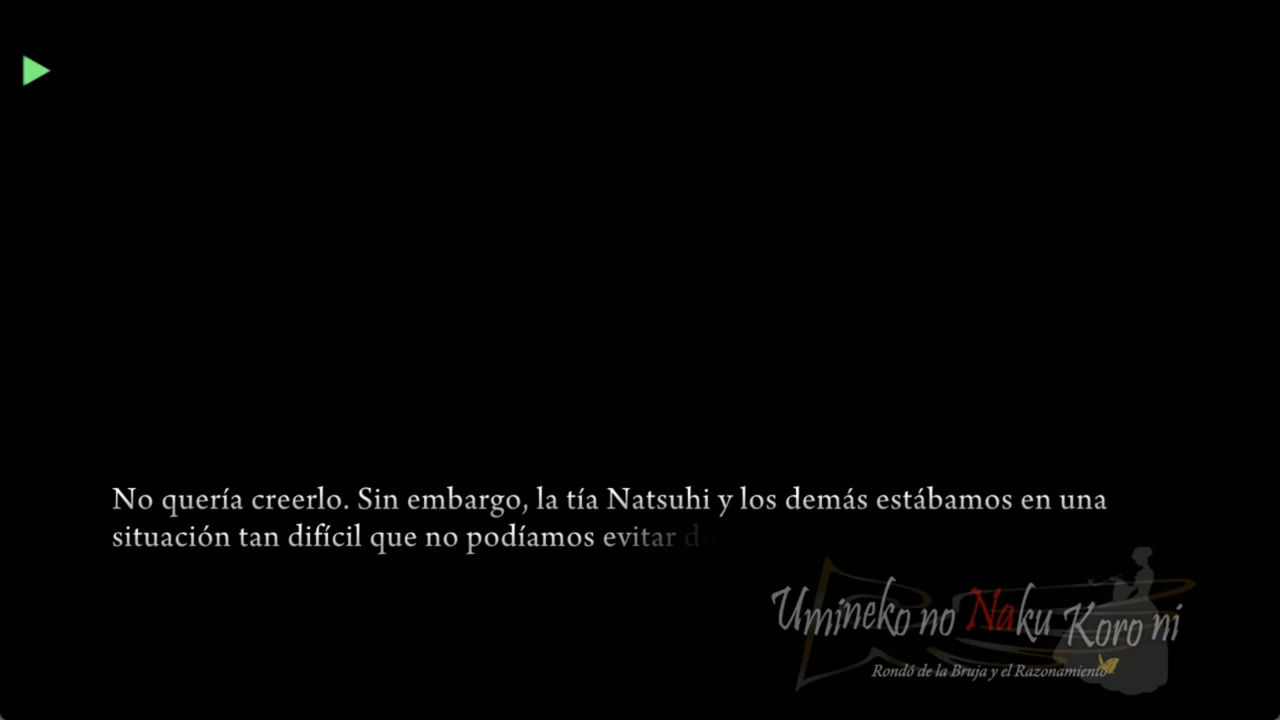 No quería creerlo. Sin embargo, la tía Natsuhi y los demás estábamos en una
situación tan difícil que no podíamos evitar
Umineko no Naku Koro ni
Rondó de la Bruja y el Razonamiento